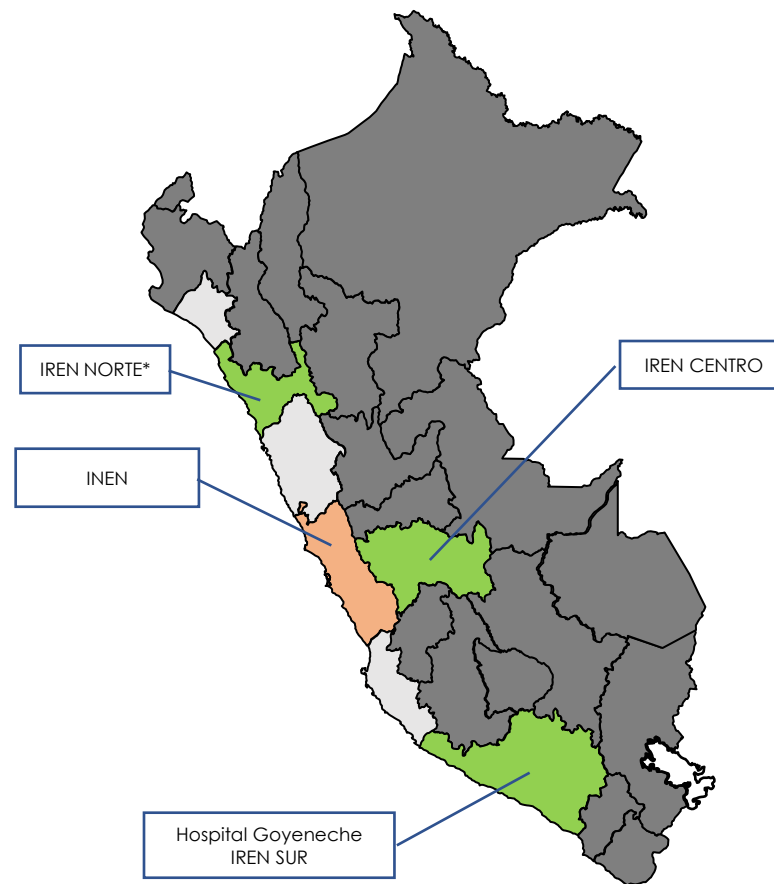 IREN NORTE*
IREN CENTRO
INEN
Hospital Goyeneche
IREN SUR